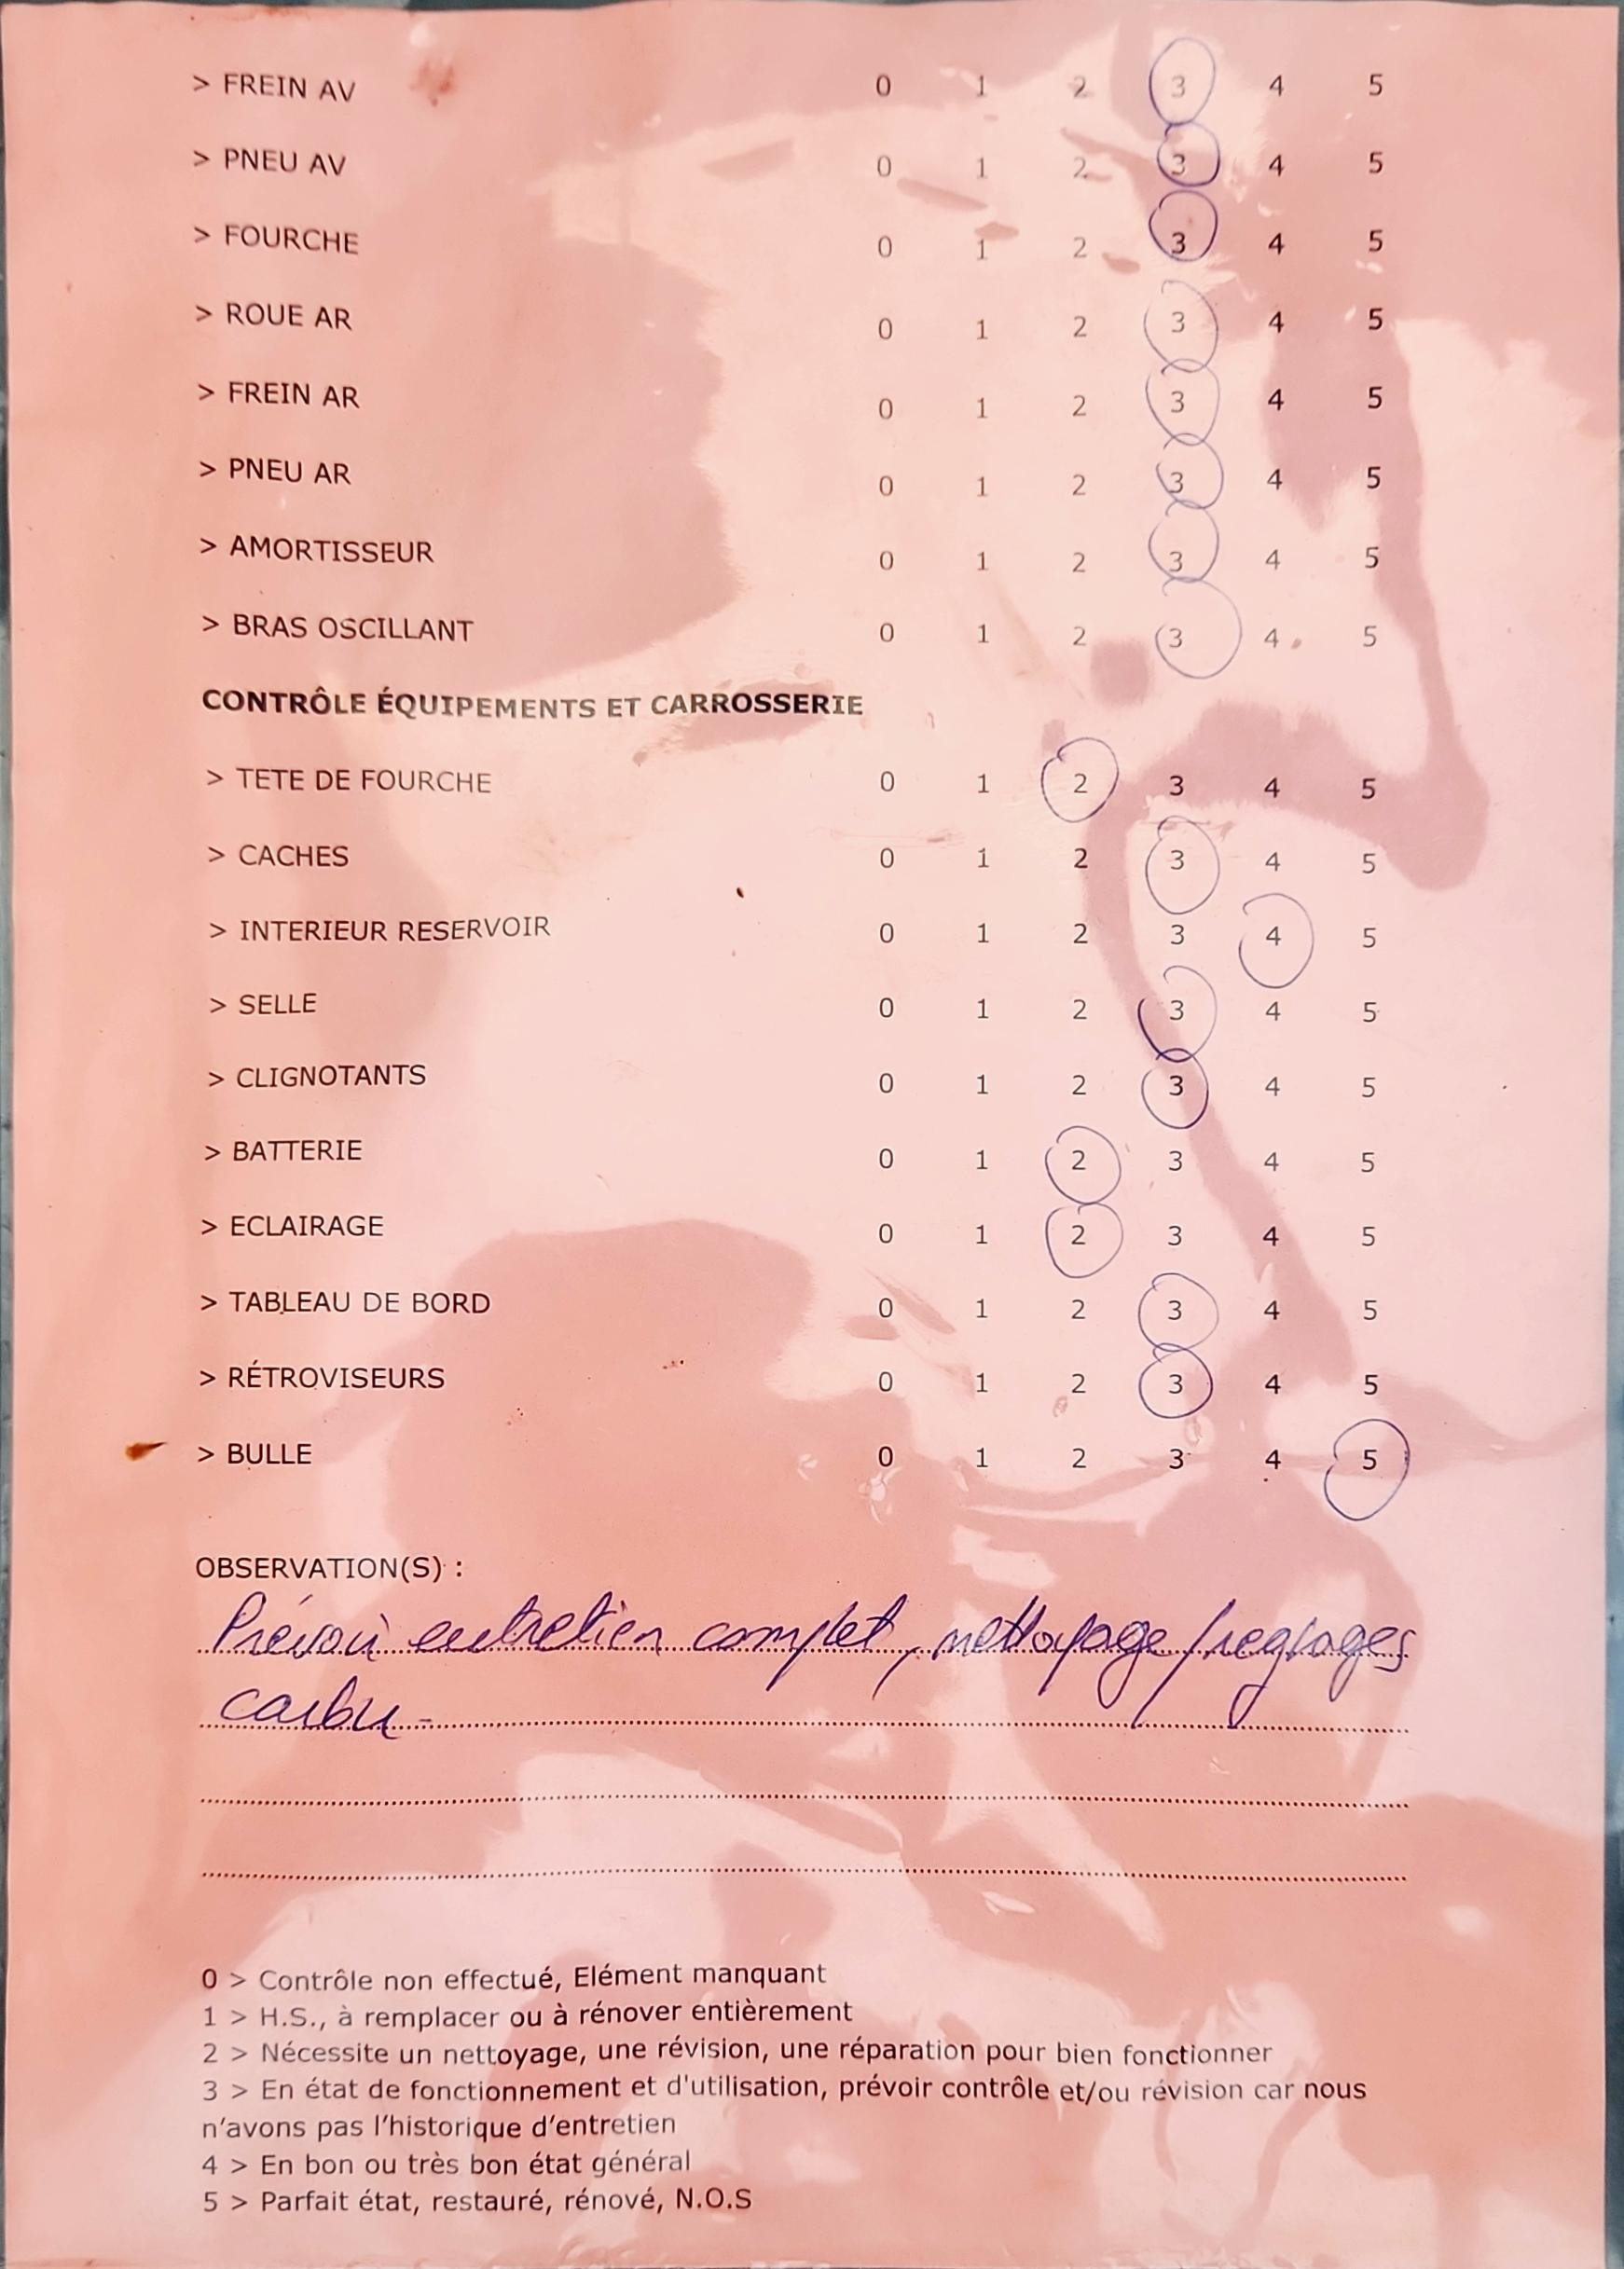 > FREIN AV 0 1 2 3 4 5
> PNEU AV 0 1 2 3 4 5
> FOURCHE 0 1 2 3 4 5
> ROUE AR 0 1 2 3 4 5
> FREIN AR 0 1 2 3 4 5
> PNEU AR 0 1 2 3 4 5
> AMORTISSEUR 0 1 2 3 4 5
> BRAS OSCILLANT 0 1 2 3 4 5
CONTRÔLE ÉQUIPEMENTS ET CARROSSERIE
> TETE DE FOURCHE 0 1 2 3 4 5
> CACHES 0 1 2 3 4 5
> INTERIEUR RESERVOIR 0 1 2 3 4 5
> SELLE 0 1 2 3 4 5
> CLIGNOTANTS 0 1 2 3 4 5
> BATTERIE 0 1 2 3 4 5
> ECLAIRAGE 0 1 2 3 4 5
> TABLEAU DE BORD 0 1 2 3 4 5
> RÉTROVISEURS 0 1 2 3 4 5
> BULLE 0 1 2 3 4 5
OBSERVATION(S) :
Prévoir entretien complet, nettoyage/reglages
carbu-
0 > Contrôle non effectué, Elément manquant
1 > H.S., à remplacer ou à rénover entièrement
2 > Nécessite un nettoyage, une révision, une réparation pour bien fonctionner
3 > En état de fonctionnement et d'utilisation, prévoir contrôle et/ou révision car nous
n'avons pas l'historique d'entretien
4 > En bon ou très bon état général
5 > Parfait état, restauré, rénové, N.O.S